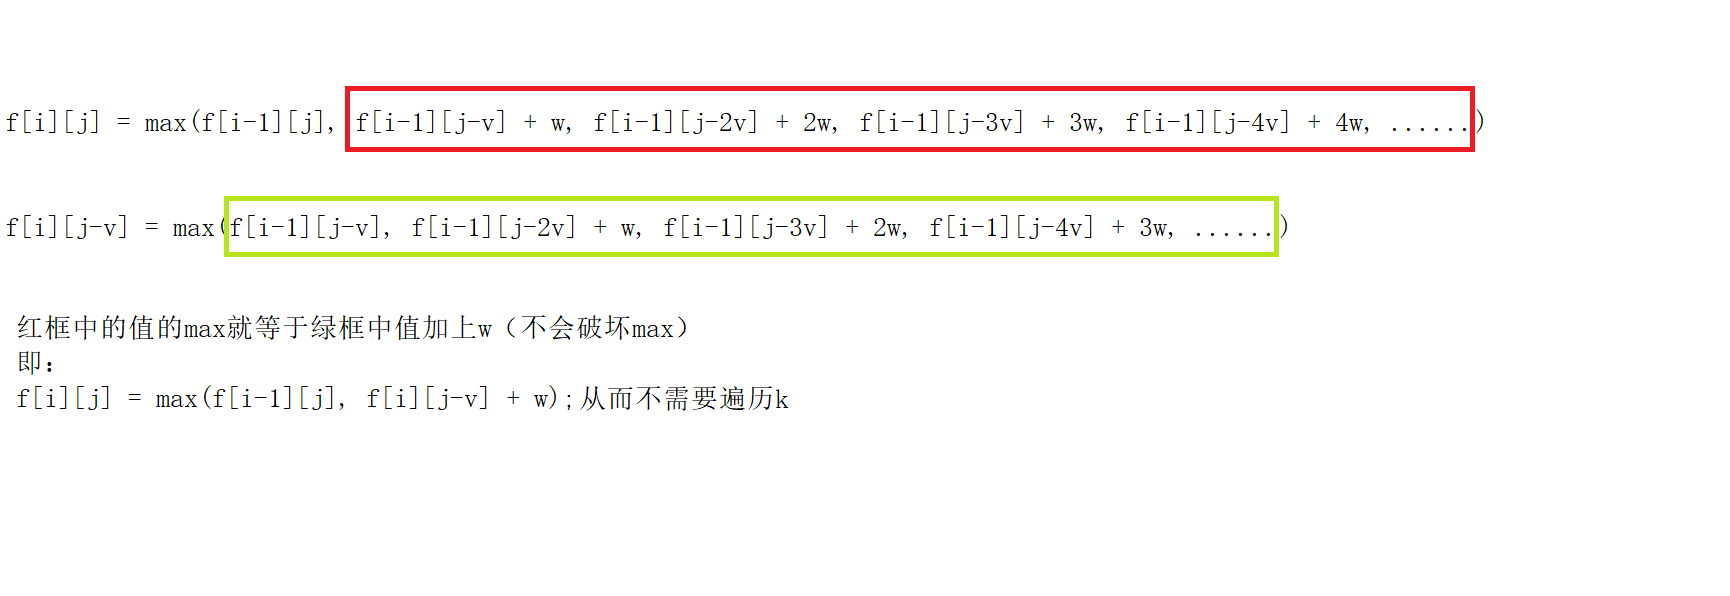 f[i][j] = max(f[i-1][j], f[i-1][j-v] + w, f[i-1][j-2v] + 2w, f[i-1][j-3v] + 3w, f[i-1][j-4v] + 4w, ......)
f[i][j-v] = max(f[i-1][j-v], f[i-1][j-2v] + w, f[i-1][j-3v] + 2w, f[i-1][j-4v] + 3w, ......)
红框中的值的max就等于绿框中值加上w（不会破坏max）
即：
f[i][j] = max(f[i-1][j], f[i][j-v] + w);从而不需要遍历k